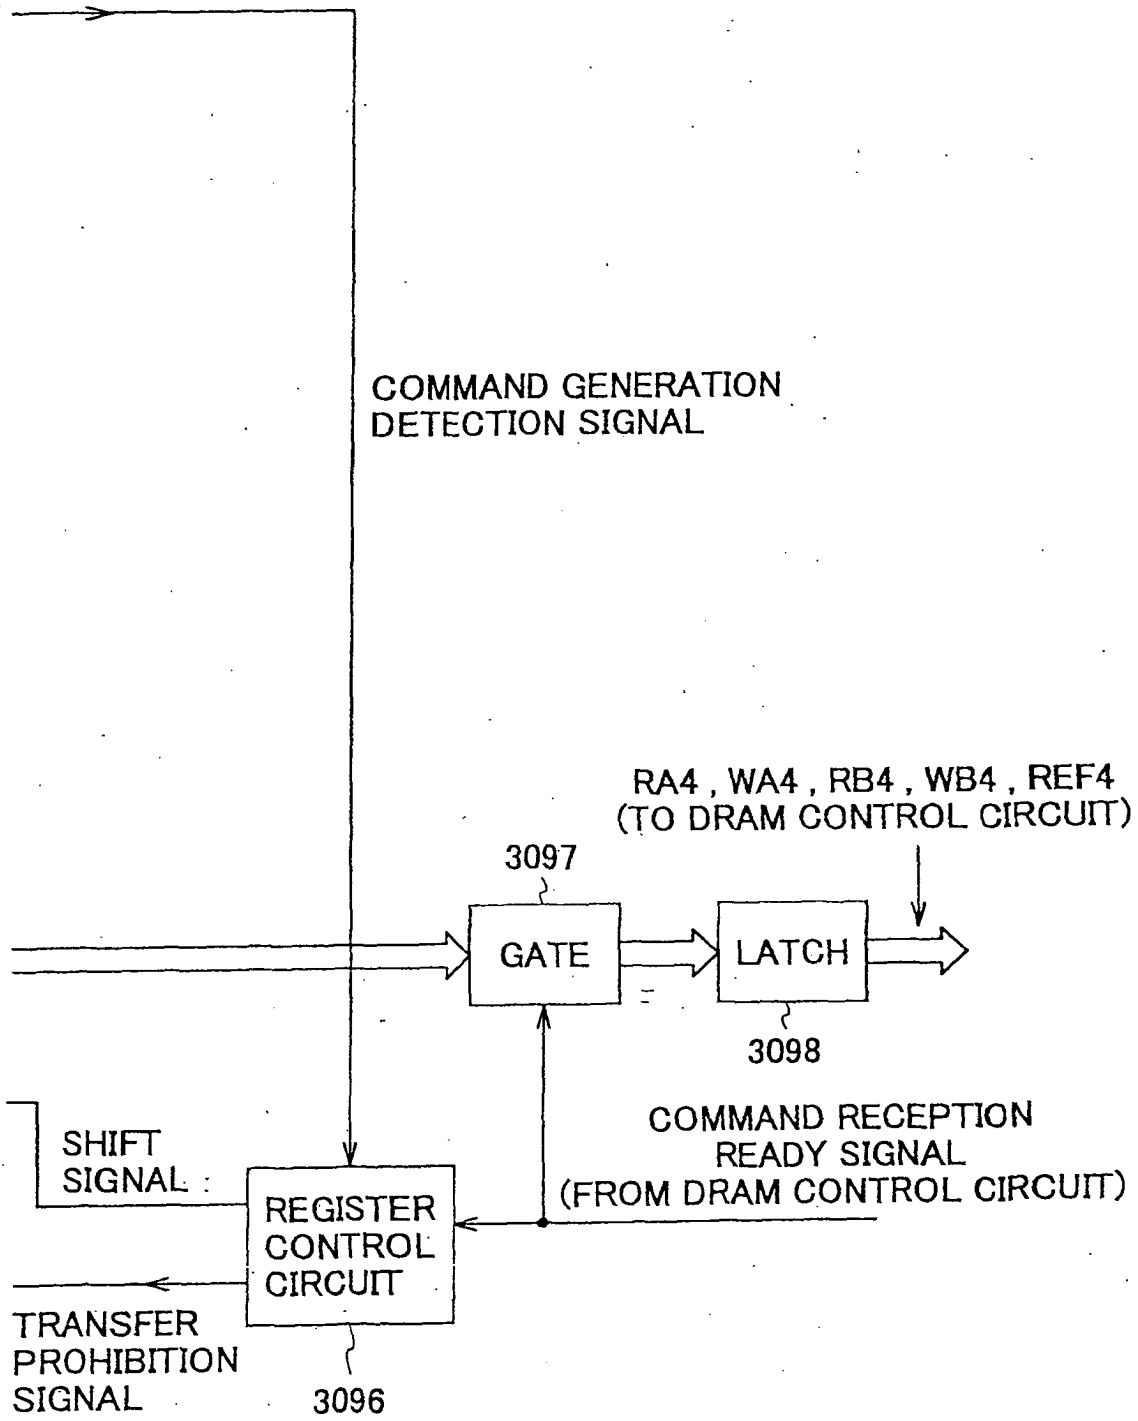 COMMAND GENERATION
DETECTION SIGNAL
RA4 , WA4 , RB4 , WB4 , REF4
(TO DRAM CONTROL CIRCUIT)
3097
GATE
LATCH
3098
COMMAND RECEPTION
READY SIGNAL
(FROM DRAM CONTROL CIRCUIT)
SHIFT
SIGNAL
REGISTER
CONTROL
CIRCUIT
TRANSFER
PROHIBITION
SIGNAL
3096